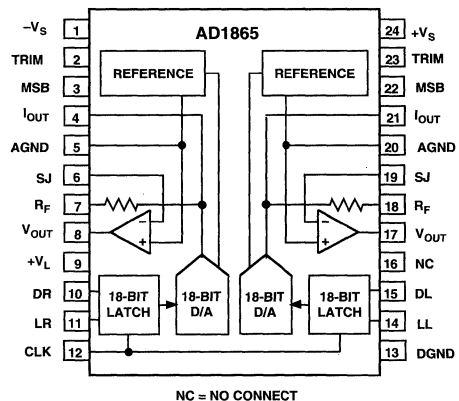 AD1865
−VS 1
TRIM 2
MSB 3
IOUT 4
AGND 5
SJ 6
RF 7
VOUT 8
+VL 9
DR 10
LR 11
CLK 12
24 +VS
23 TRIM
22 MSB
21 IOUT
20 AGND
19 SJ
18 RF
17 VOUT
16 NC
15 DL
14 LL
13 DGND
REFERENCE
REFERENCE
−
+
−
+
18-BIT
LATCH
18-BIT
D/A
18-BIT
D/A
18-BIT
LATCH
NC = NO CONNECT